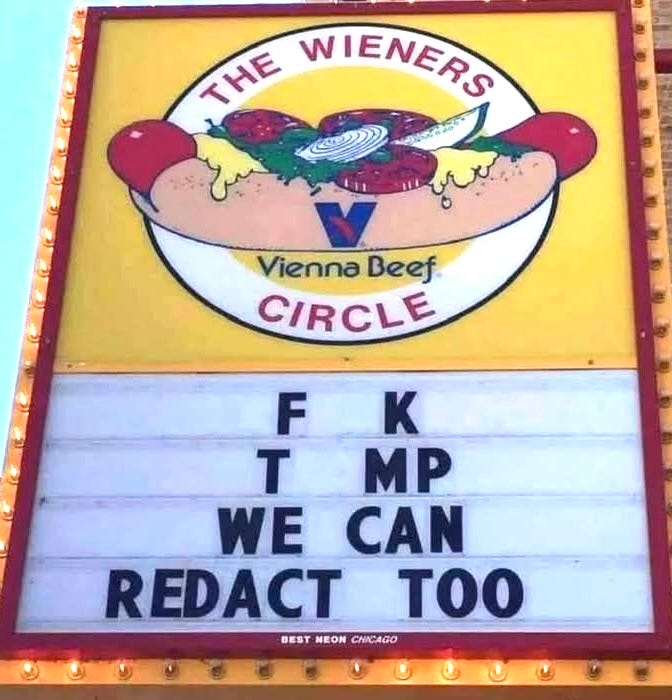 THE WIENERS
Vienna Beef
CIRCLE
F K
T MP
WE CAN
REDACT TOO
BEST NEON CHICAGO